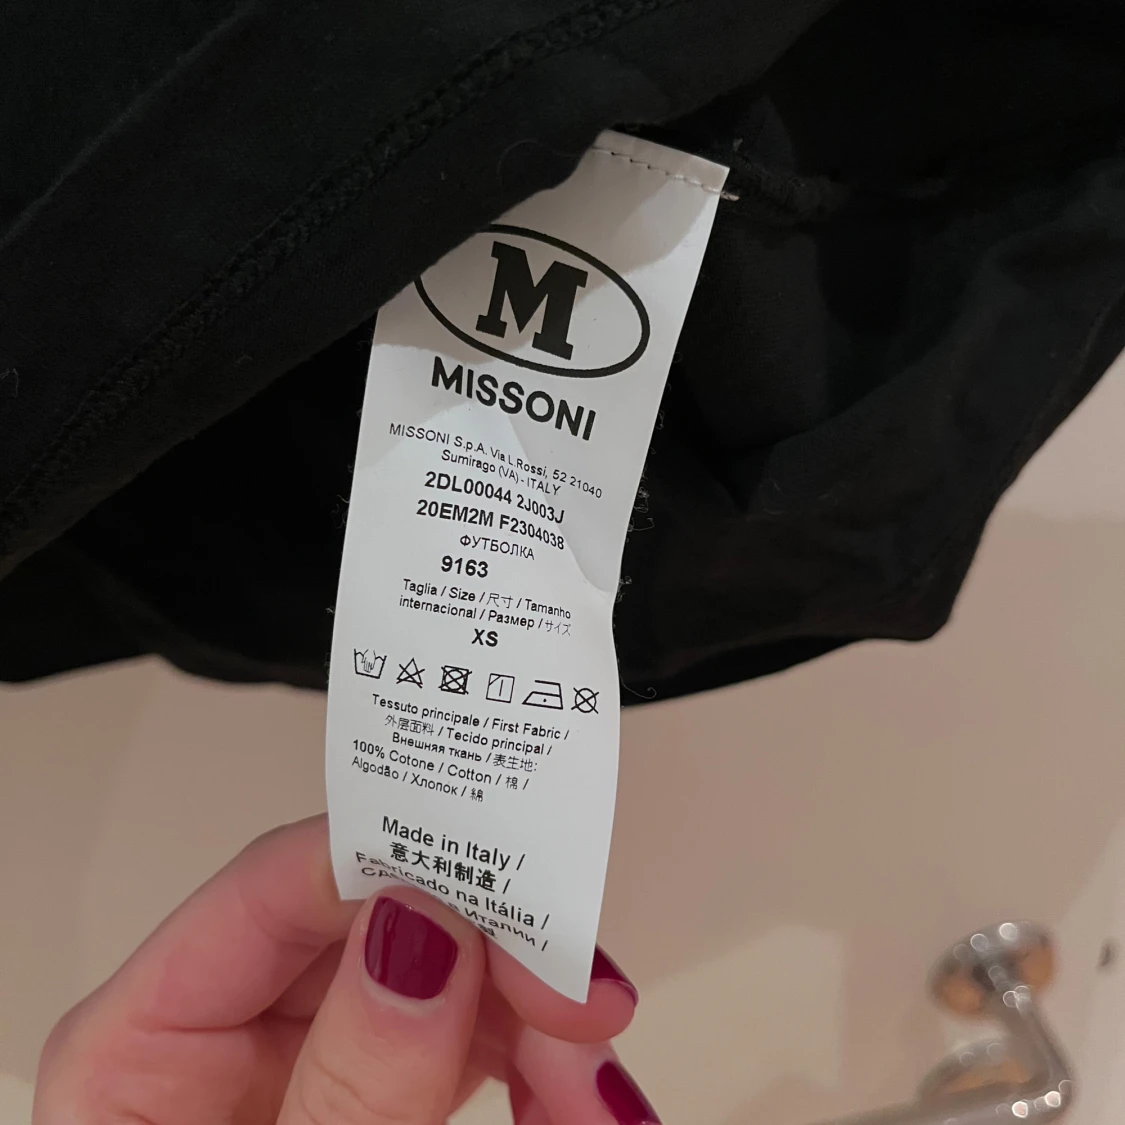 M
MISSONI
MISSONI S.p.A. Via L.Rossi, 52 21040
Sumirago (VA) - ITALY
2DL00044 2J003J
20EM2M F2304038
ФУТБОЛКА
9163
Taglia / Size / 尺寸 / Tamanho
internacional / Размер / サイズ
XS
Tessuto principale / First Fabric /
外层面料 / Tecido principal /
Внешняя ткань / 表生地:
100% Cotone / Cotton / 棉 /
Algodão / Хлопок / 綿
Made in Italy /
意大利制造 /
Fabricado na Itália /
Италии /